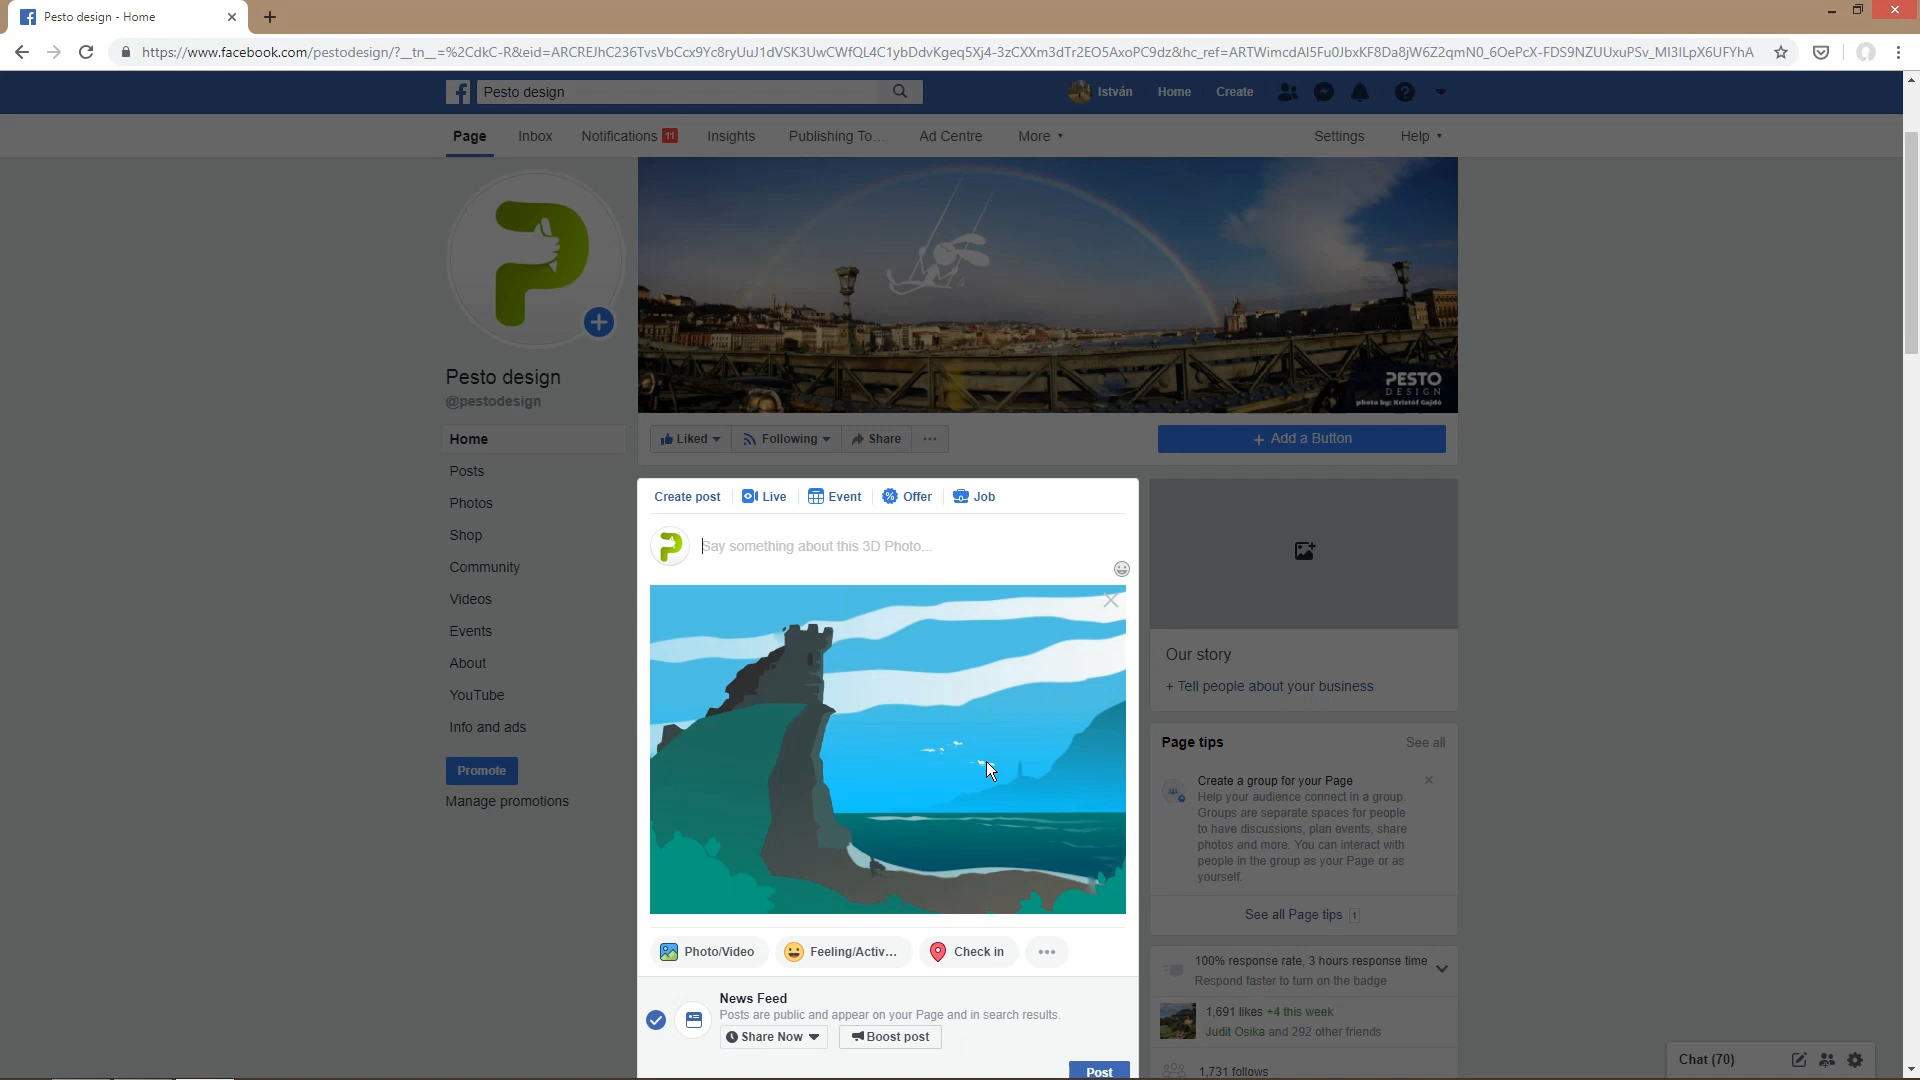 Pesto design - Home
https://www.facebook.com/pestodesign/?__tn__=%2CdkC-R&eid=ARCREJhC236TvsVbCcx9Yc8ryUuJ1dVSK3UwCWfQL4C1ybDdvKgeq5Xj4-3zCXXm3dTr2EO5AxoPC9dz&hc_ref=ARTWimcdAI5Fu0JbxKF8Da8jW6Z2qmN0_6OePcX-FDS9NZUUxuPSv_MI3ILpX6UFYhA
Pesto design
István Home Create
Page Inbox Notifications 11 Insights Publishing To... Ad Centre More Settings Help
P
PESTO
DESIGN
photo by: Kristóf Gajdó
Pesto design
@pestodesign
Liked Following Share ... + Add a Button
Home
Posts
Photos
Shop
Community
Videos
Events
About
YouTube
Info and ads
Promote
Manage promotions
Create post Live Event Offer Job
Say something about this 3D Photo...
Photo/Video Feeling/Activ... Check in
News Feed
Posts are public and appear on your Page and in search results.
Share Now Boost post
Post
Our story
+ Tell people about your business
Page tips See all
Create a group for your Page
Help your audience connect in a group.
Groups are separate spaces for people
to have discussions, plan events, share
photos and more. You can interact with
people in the group as your Page or as
yourself.
See all Page tips 1
100% response rate, 3 hours response time
Respond faster to turn on the badge
1,691 likes +4 this week
Judit Osika and 292 other friends
1,731 follows
Chat (70)